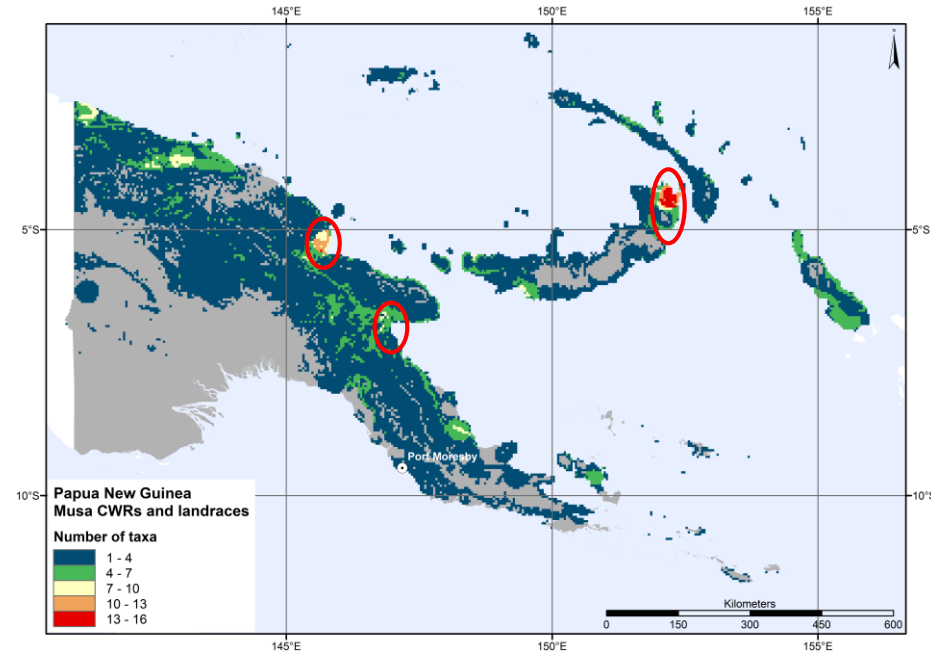 145°E 150°E 155°E
5°S 5°S
Port Moresby
10°S 10°S
Papua New Guinea
Musa CWRs and landraces
Number of taxa
1 - 4
4 - 7
7 - 10
10 - 13
13 - 16
Kilometers
0 150 300 450 600
145°E 150°E 155°E